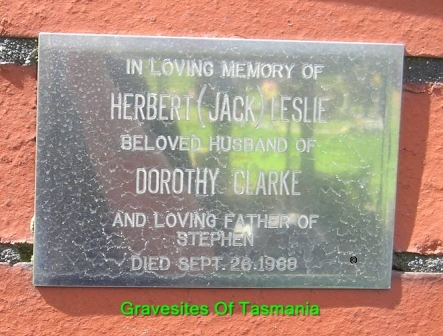 IN LOVING MEMORY OF
HERBERT (JACK) LESLIE
BELOVED HUSBAND OF
DOROTHY CLARKE
AND LOVING FATHER OF
STEPHEN
DIED SEPT. 26.1969
Gravesites Of Tasmania